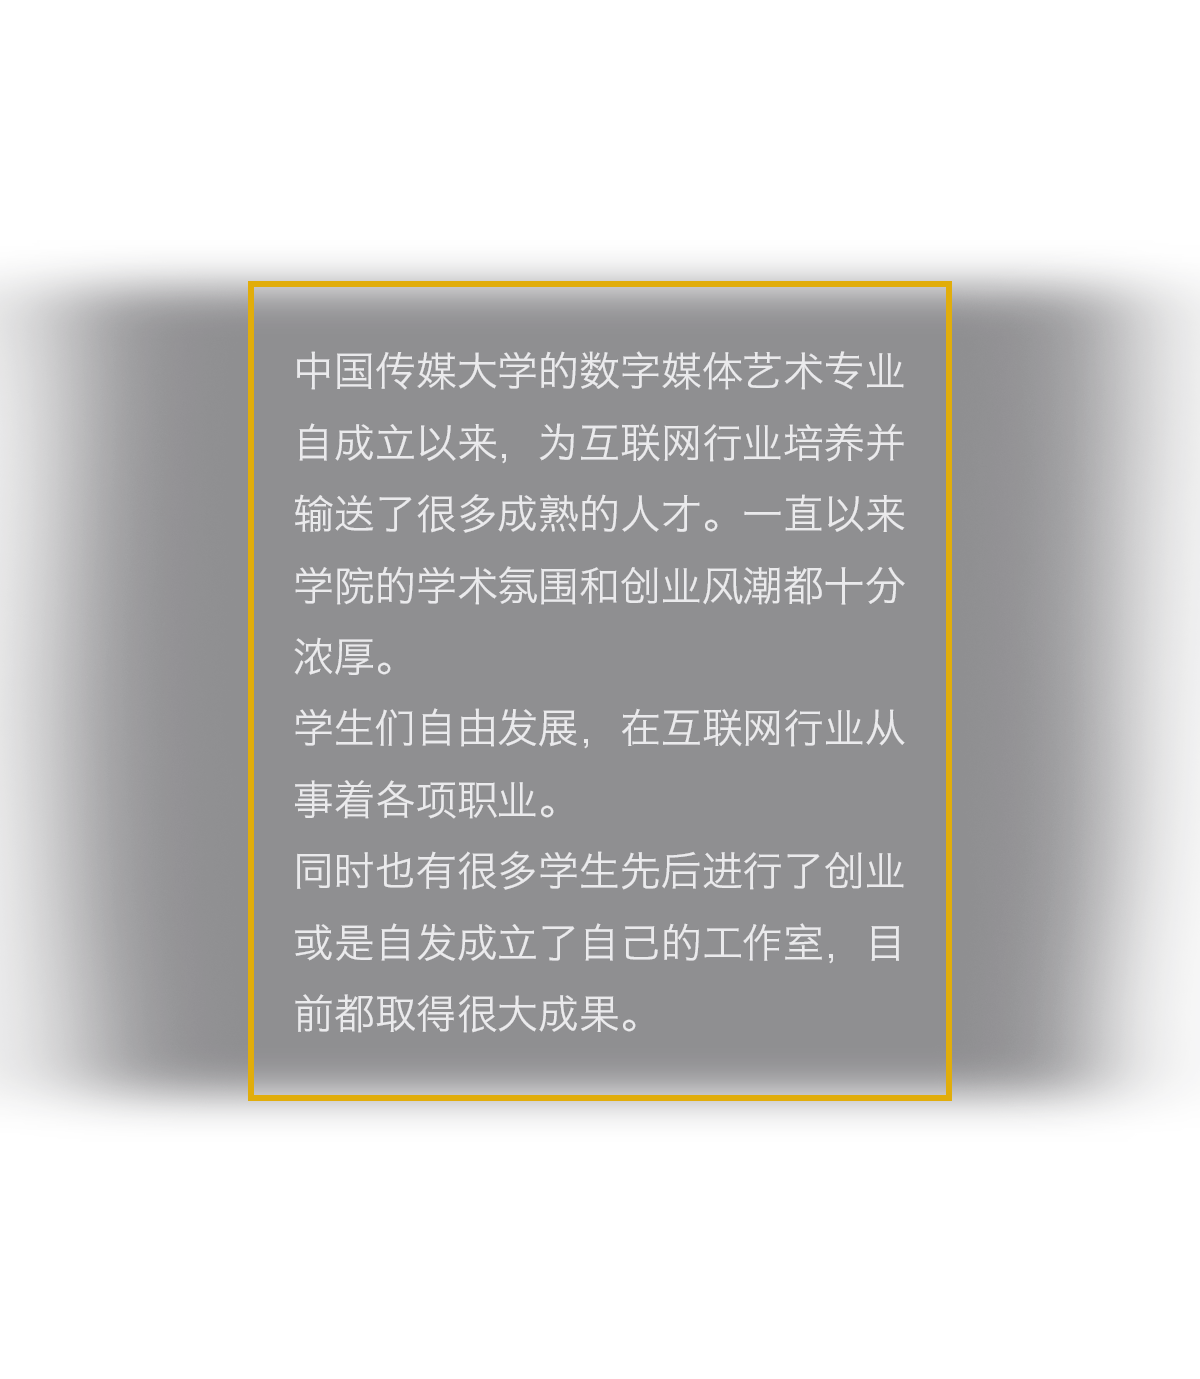 中国传媒大学的数字媒体艺术专业
自成立以来，为互联网行业培养并
输送了很多成熟的人才。一直以来
学院的学术氛围和创业风潮都十分
浓厚。
学生们自由发展，在互联网行业从
事着各项职业。
同时也有很多学生先后进行了创业
或是自发成立了自己的工作室，目
前都取得很大成果。